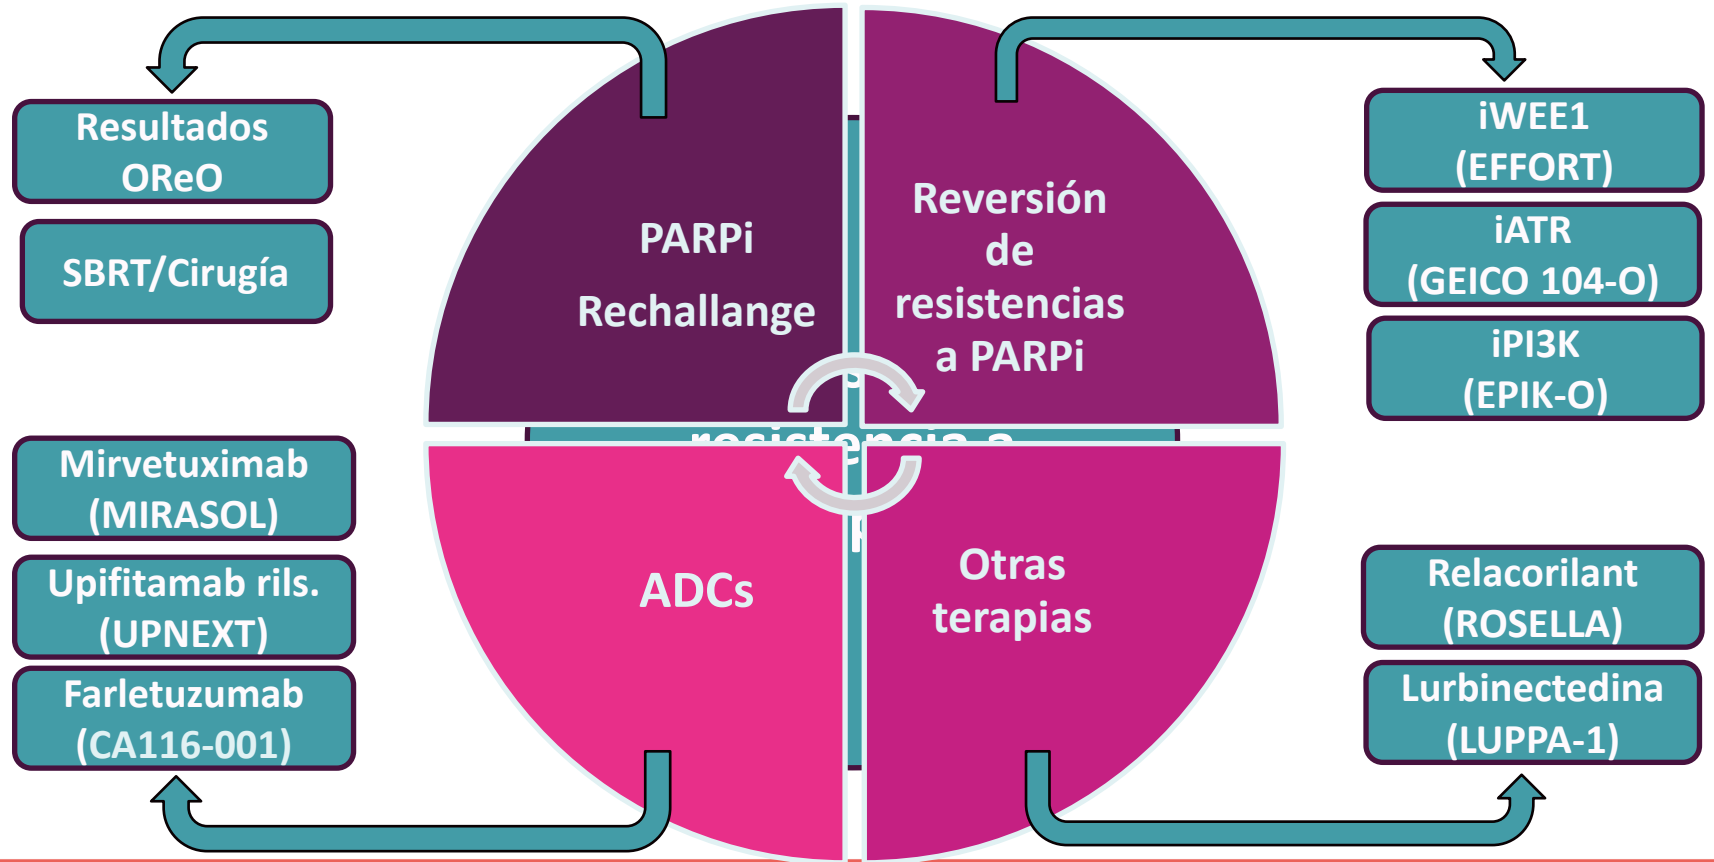 Resultados
OReO
SBRT/Cirugía
PARPi
Rechallange
Reversión
de
resistencias
a PARPi
iWEE1
(EFFORT)
iATR
(GEICO 104-O)
iPI3K
(EPIK-O)
resistencia a
Mirvetuximab
(MIRASOL)
Upifitamab rils.
(UPNEXT)
Farletuzumab
(CA116-001)
ADCs
Otras
terapias
Relacorilant
(ROSELLA)
Lurbinectedina
(LUPPA-1)